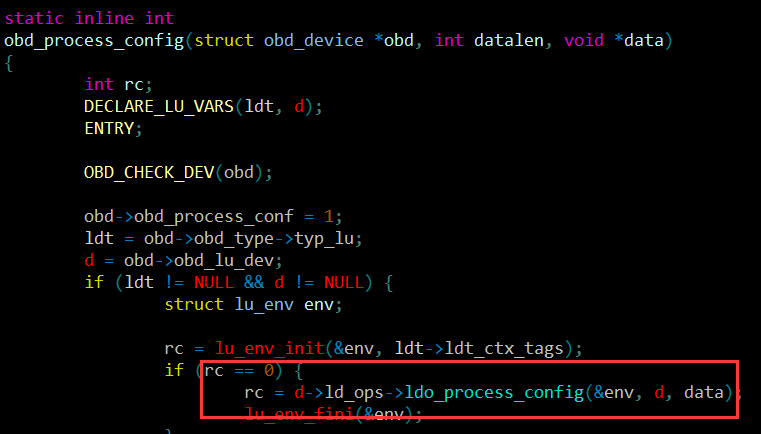 static inline int
obd_process_config(struct obd_device *obd, int datalen, void *data)
{
        int rc;
        DECLARE_LU_VARS(ldt, d);
        ENTRY;

        OBD_CHECK_DEV(obd);

        obd->obd_process_conf = 1;
        ldt = obd->obd_type->typ_lu;
        d = obd->obd_lu_dev;
        if (ldt != NULL && d != NULL) {
                struct lu_env env;

                rc = lu_env_init(&env, ldt->ldt_ctx_tags);
                if (rc == 0) {
                        rc = d->ld_ops->ldo_process_config(&env, d, data);
                        lu_env_fini(&env);